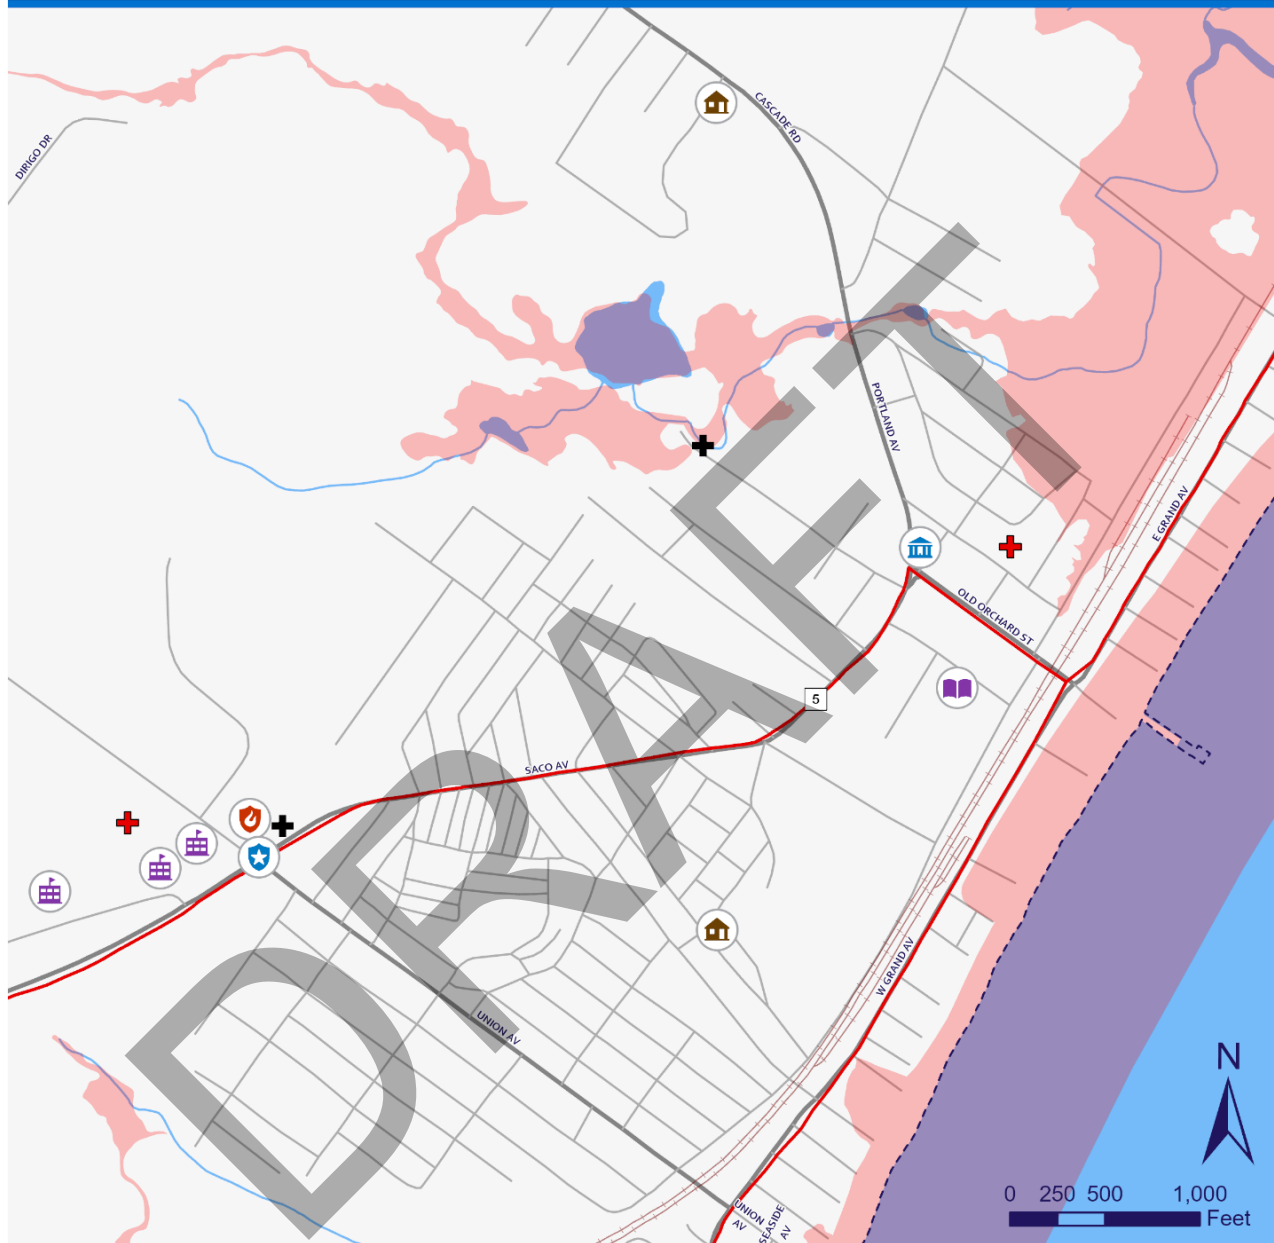 CASCADE RD
DIRIGO DR
PORTLAND AV
E GRAND AV
OLD ORCHARD ST
5
SACO AV
W GRAND AV
UNION AV
DRAFT
N
0 250 500 1,000
Feet
UNION
AV
SEASIDE
AV